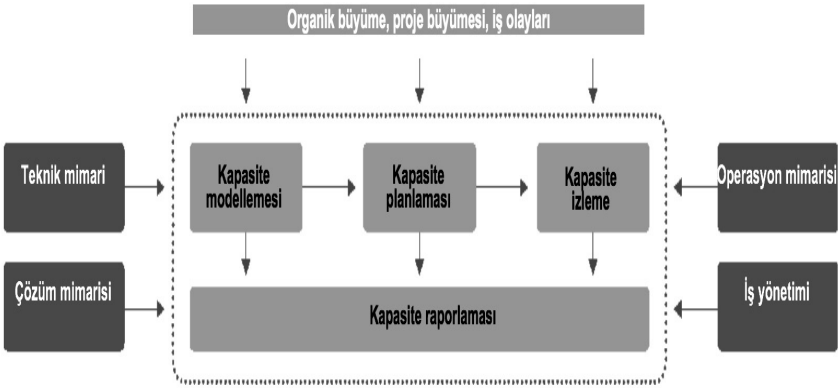 Organik büyüme, proje büyümesi, iş olayları
Teknik mimari
Kapasite
modellemesi
Kapasite
planlaması
Kapasite
izleme
Operasyon mimarisi
Çözüm mimarisi
Kapasite raporlaması
İş yönetimi